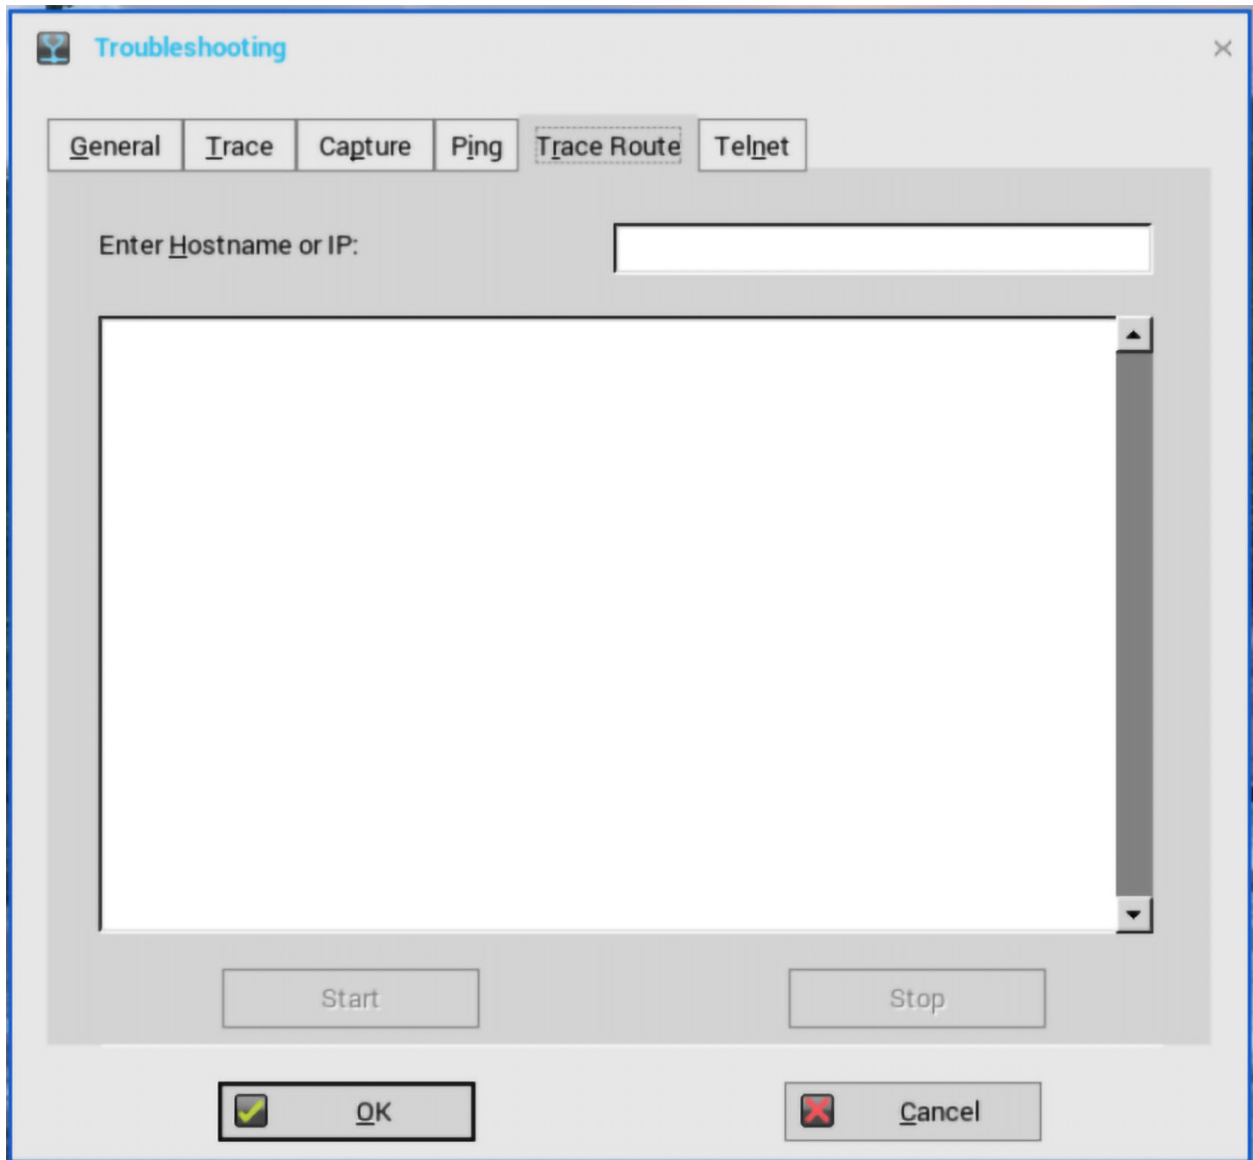 Troubleshooting
General Trace Capture Ping Trace Route Telnet
Enter Hostname or IP:
Start Stop
OK Cancel